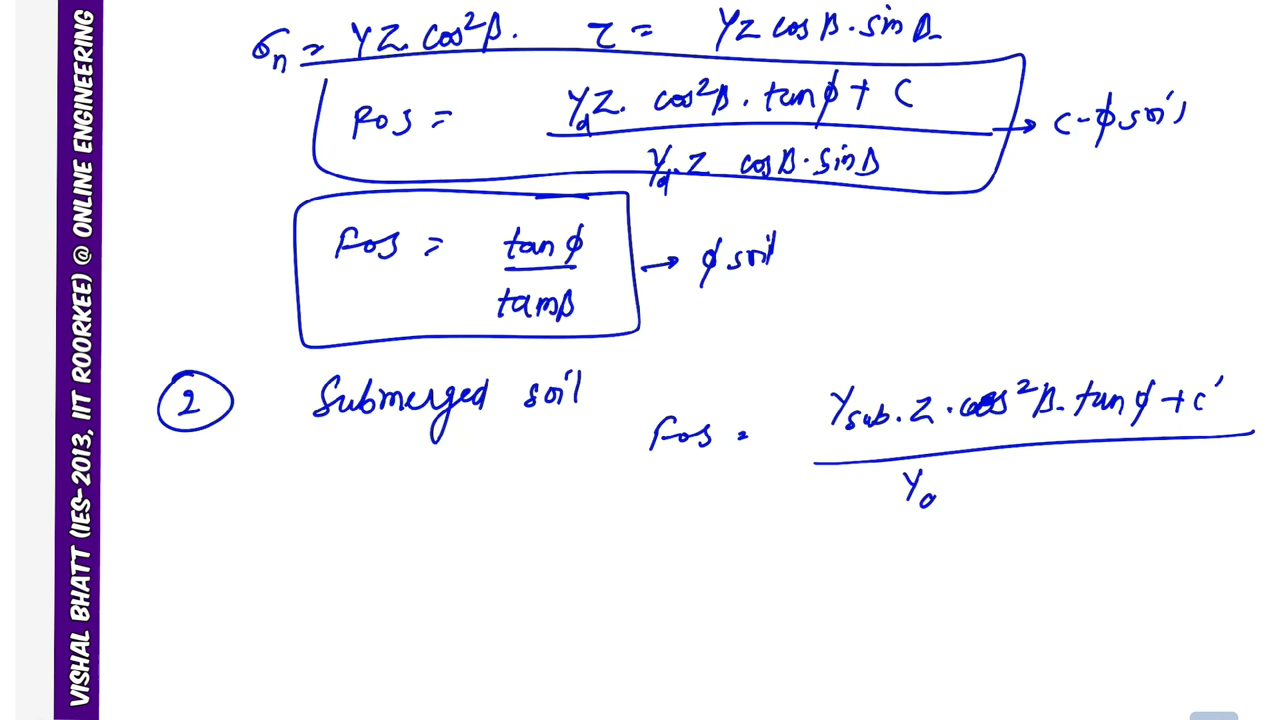 VISHAL BHATT (IES-2013, IIT ROORKEE) @ ONLINE ENGINEERING
σn = γZ. cos²β. τ = γZ cosβ.sinβ
FOS = γd Z. cos²β. tanϕ + C / γd.Z cosβ.sinβ → C-ϕ soil
FOS = tanϕ / tanβ → ϕ soil
2 Submerged soil
FOS = γsub.Z.cos²β.tanϕ + C' / γ